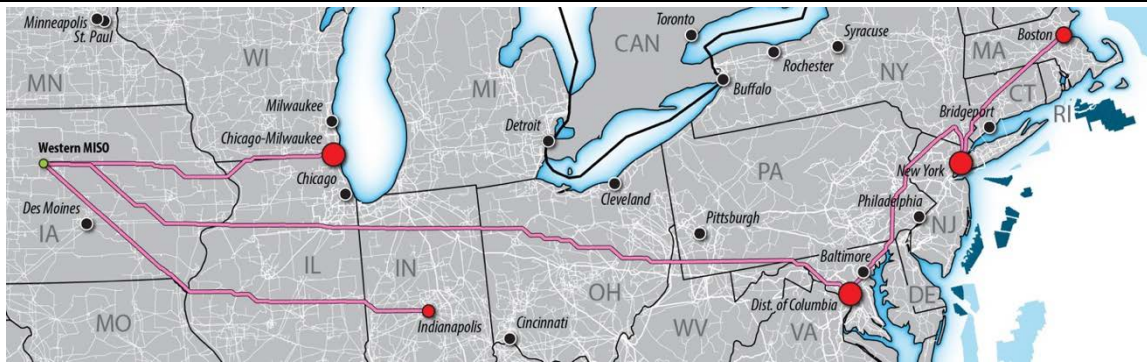 Minneapolis
St. Paul
WI
MN
Milwaukee
Chicago-Milwaukee
Western MISO
Chicago
Des Moines
IA
IL
IN
MO
Indianapolis
MI
Detroit
CAN
Toronto
Syracuse
Rochester
Buffalo
NY
Cleveland
PA
Pittsburgh
OH
Cincinnati
WV
VA
Boston
MA
CT
RI
Bridgeport
New York
Philadelphia
NJ
Baltimore
DE
Dist. of Columbia